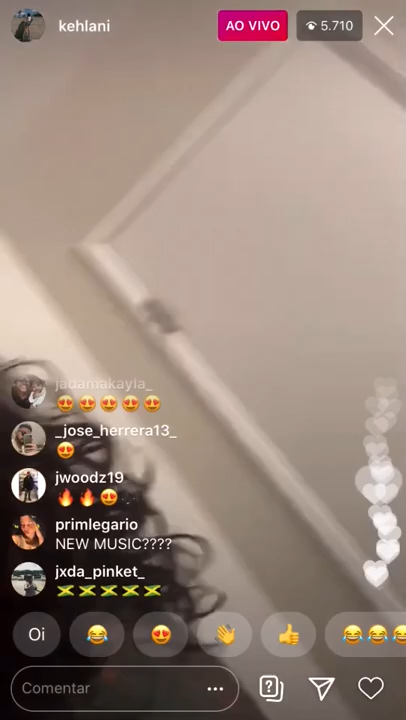 kehlani
AO VIVO
5.710
jadamakayla_
_jose_herrera13_
jwoodz19
primlegario
NEW MUSIC????
jxda_pinket_
Oi
Comentar